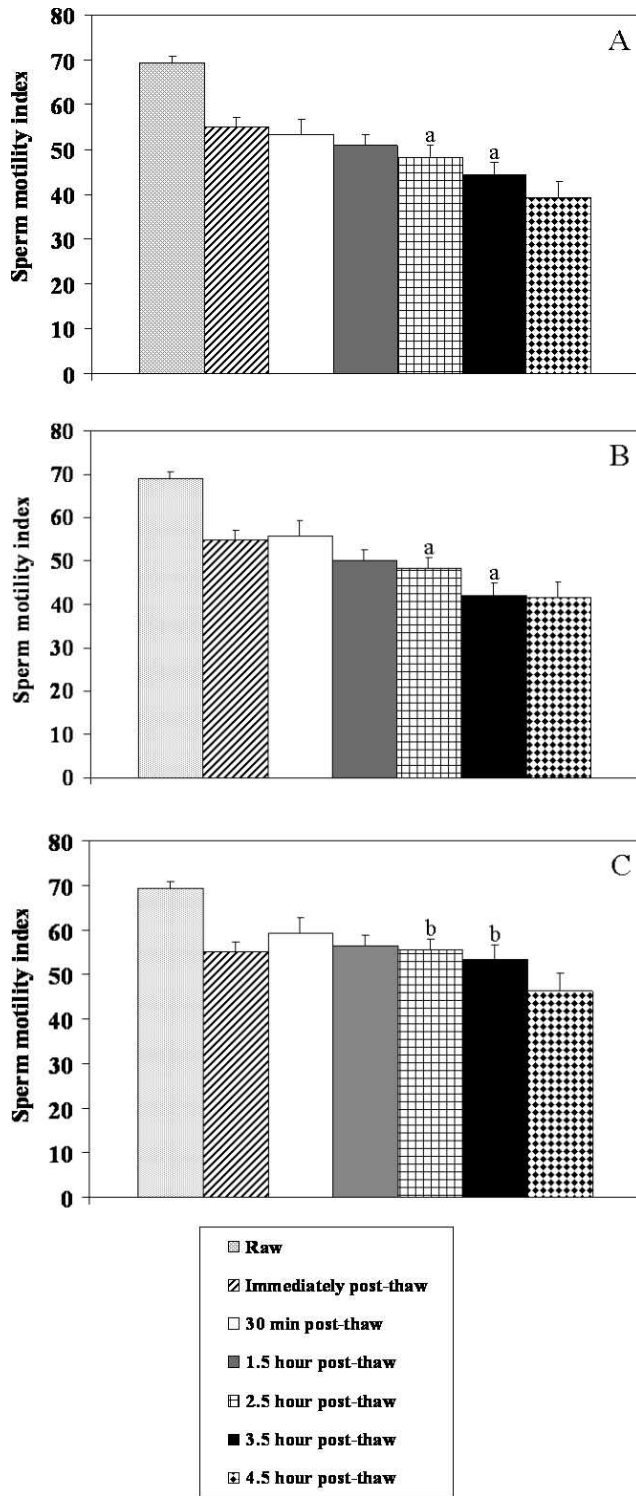 A
80
70
60
50
40
30
20
10
0
Sperm motility index
a
a
B
80
70
60
50
40
30
20
10
0
Sperm motility index
a
a
C
80
70
60
50
40
30
20
10
0
Sperm motility index
b
b
Raw
Immediately post-thaw
30 min post-thaw
1.5 hour post-thaw
2.5 hour post-thaw
3.5 hour post-thaw
4.5 hour post-thaw